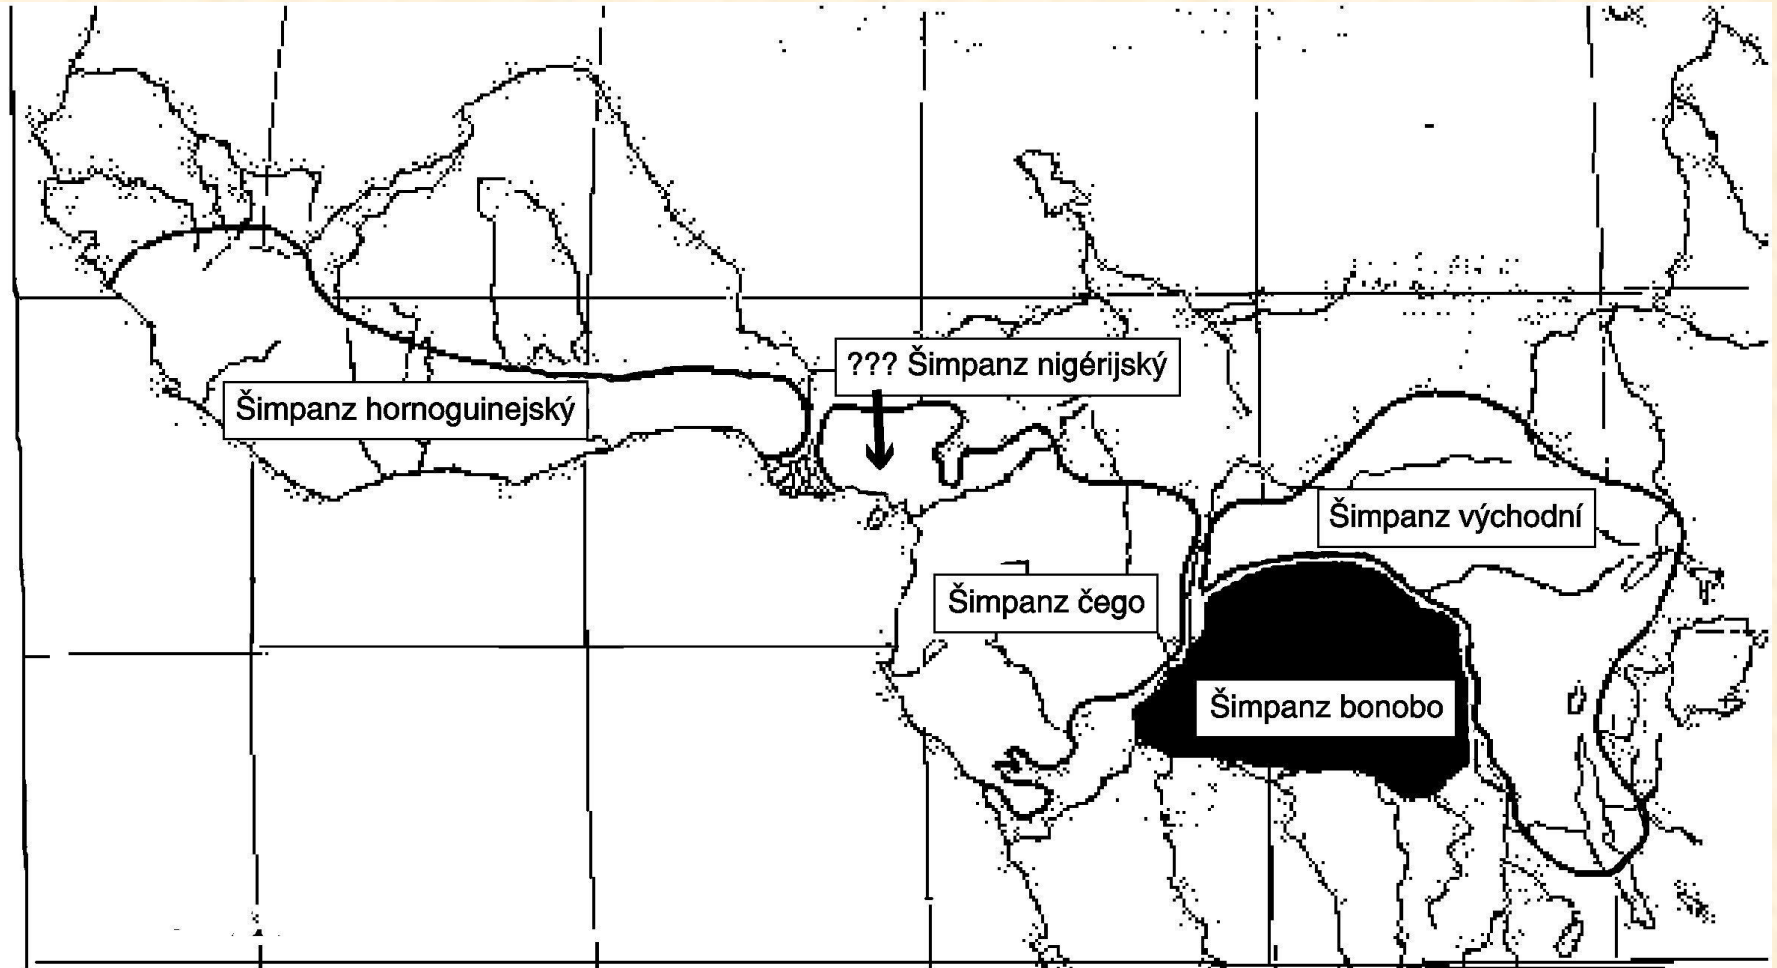 ??? Šimpanz nigérijský
Šimpanz hornoguinejský
Šimpanz východní
Šimpanz čego
Šimpanz bonobo